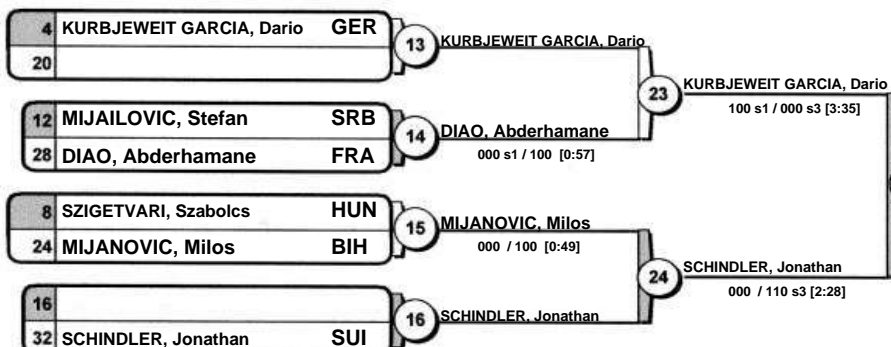 4 KURBJEWEIT GARCIA, Dario GER
20
13
KURBJEWEIT GARCIA, Dario
12 MIJAILOVIC, Stefan SRB
28 DIAO, Abderhamane FRA
14
DIAO, Abderhamane
000 s1 / 100 [0:57]
23
KURBJEWEIT GARCIA, Dario
100 s1 / 000 s3 [3:35]
8 SZIGETVARI, Szabolcs HUN
24 MIJANOVIC, Milos BIH
15
MIJANOVIC, Milos
000 / 100 [0:49]
16
32 SCHINDLER, Jonathan SUI
16
SCHINDLER, Jonathan
24
SCHINDLER, Jonathan
000 / 110 s3 [2:28]